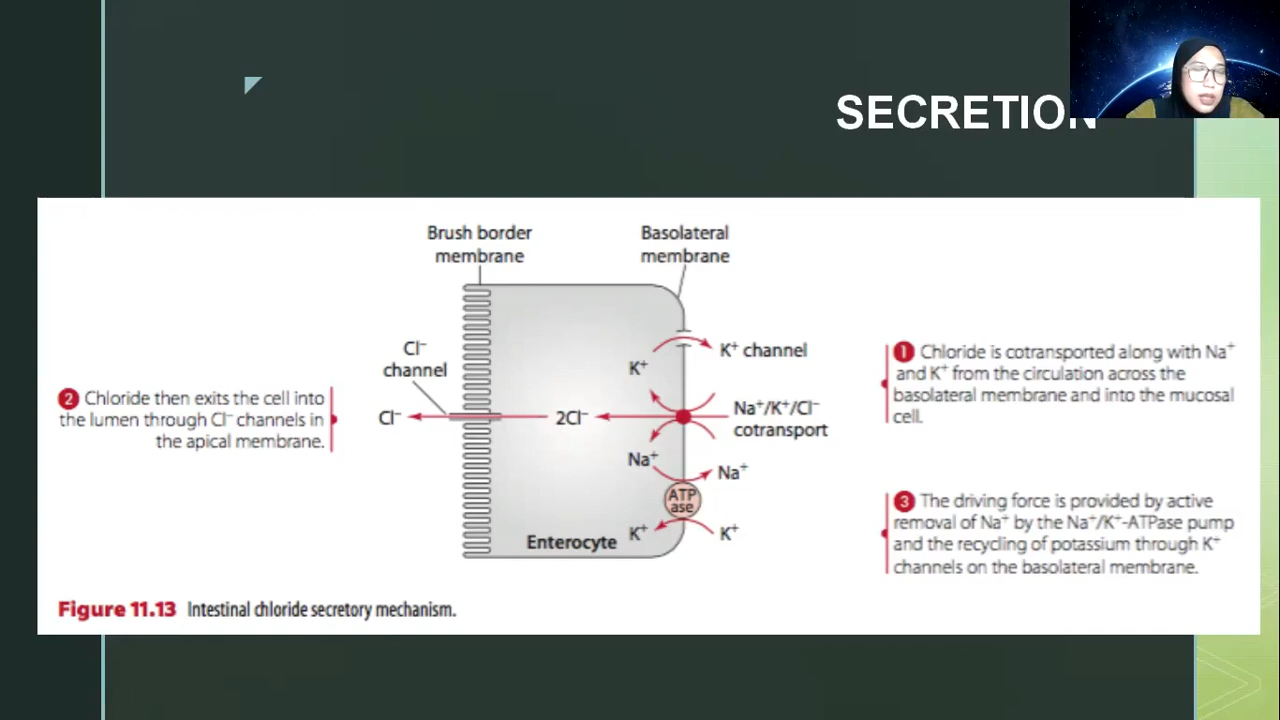 SECRETION
Brush border
membrane
Basolateral
membrane
Cl⁻
channel
K⁺
K⁺ channel
Cl⁻
2Cl⁻
Na⁺/K⁺/Cl⁻
cotransport
Na⁺
Na⁺
ATP
ase
K⁺
K⁺
Enterocyte
2 Chloride then exits the cell into
the lumen through Cl⁻ channels in
the apical membrane.
1 Chloride is cotransported along with Na⁺
and K⁺ from the circulation across the
basolateral membrane and into the mucosal
cell.
3 The driving force is provided by active
removal of Na⁺ by the Na⁺/K⁺-ATPase pump
and the recycling of potassium through K⁺
channels on the basolateral membrane.
Figure 11.13 Intestinal chloride secretory mechanism.